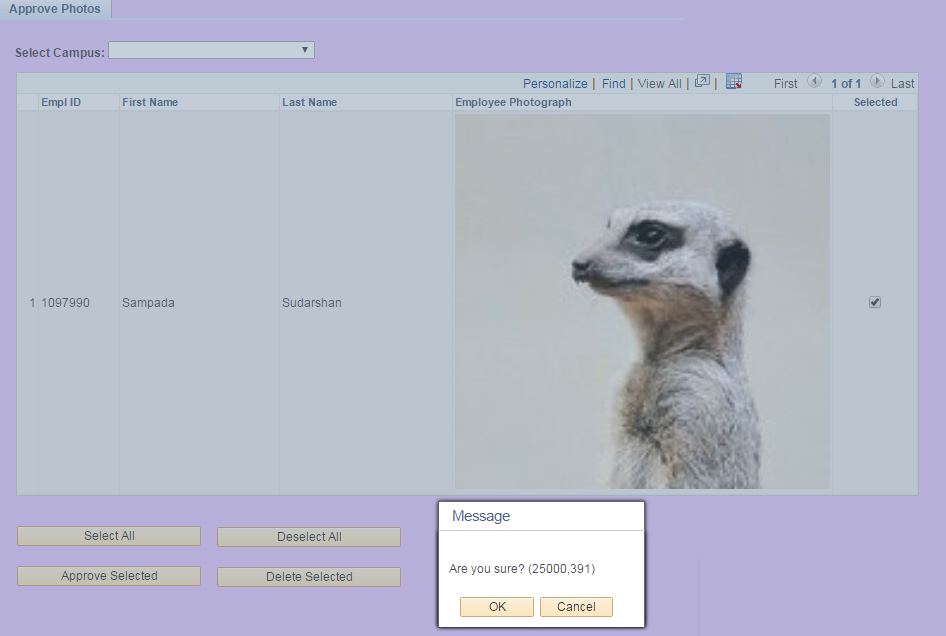 Approve Photos
Select Campus:
Personalize | Find | View All | | First 1 of 1 Last
Empl ID First Name Last Name Employee Photograph Selected
1 1097990 Sampada Sudarshan
Select All Deselect All
Approve Selected Delete Selected
Message
Are you sure? (25000,391)
OK Cancel